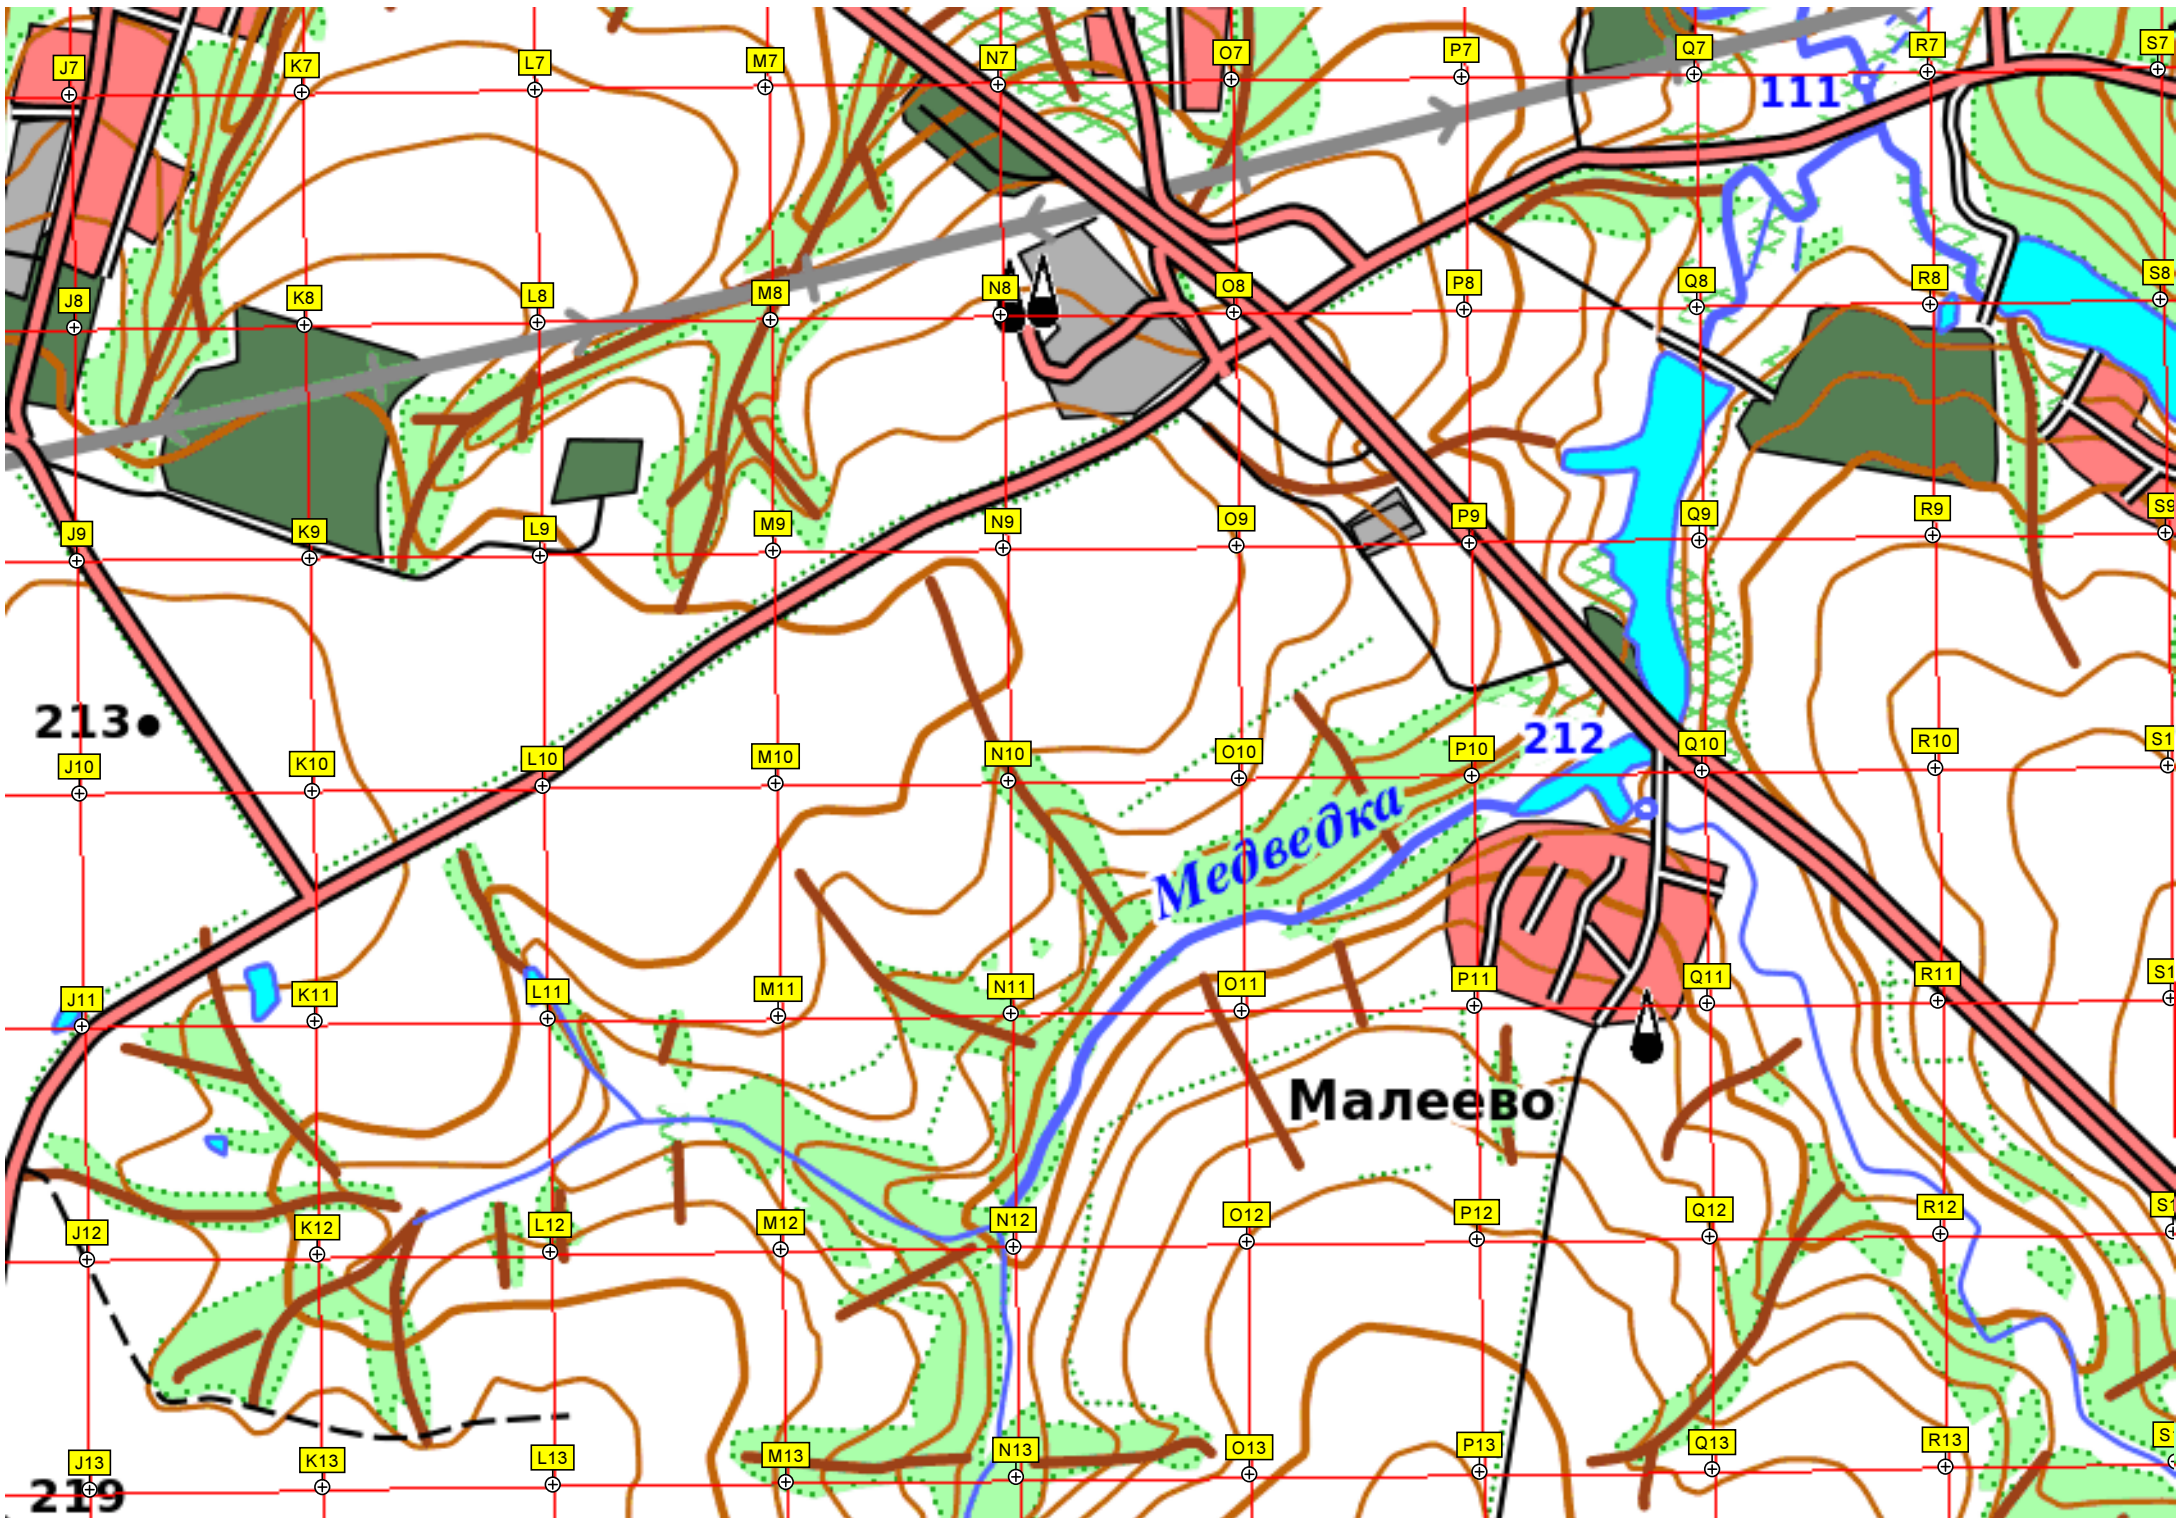 J7 K7 L7 M7 N7 O7 P7 Q7 R7 S7
111
J8 K8 L8 M8 N8 O8 P8 Q8 R8 S8
J9 K9 L9 M9 N9 O9 P9 Q9 R9 S9
213
212
J10 K10 L10 M10 N10 O10 P10 Q10 R10
Медведка
J11 K11 L11 M11 N11 O11 P11 Q11 R11
Малеево
J12 K12 L12 M12 N12 O12 P12 Q12 R12
J13 K13 L13 M13 N13 O13 P13 Q13 R13
219